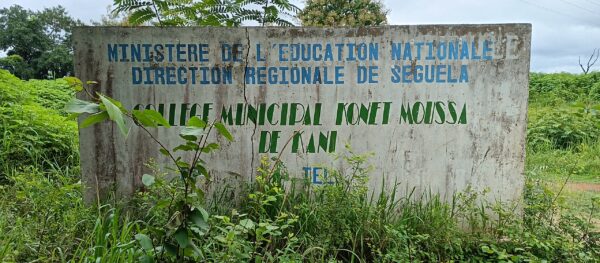 MINISTERE DE L'EDUCATION NATIONALE
DIRECTION REGIONALE DE SEGUELA
COLLEGE MUNICIPAL KONET MOUSSA
DE KANI
TEL